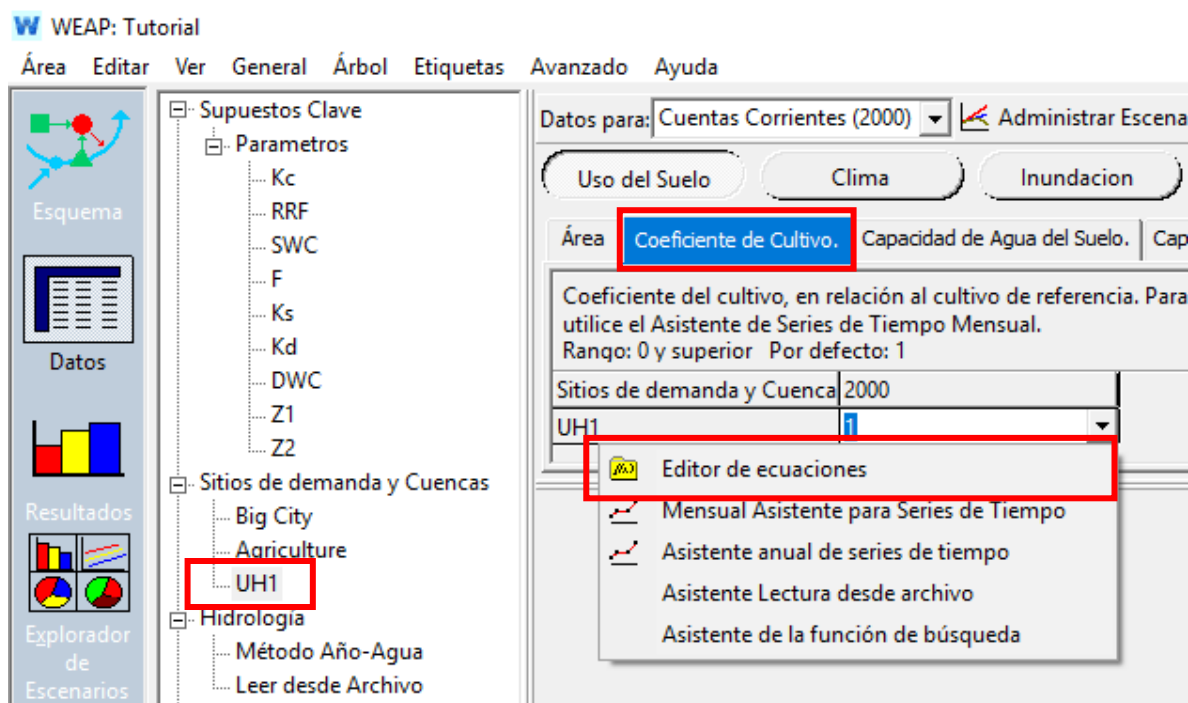 WEAP: Tutorial
Área Editar Ver General Árbol Etiquetas Avanzado Ayuda
Esquema
Datos
Resultados
Explorador
de
Escenarios
Supuestos Clave
Parametros
Kc
RRF
SWC
F
Ks
Kd
DWC
Z1
Z2
Sitios de demanda y Cuencas
Big City
Agriculture
UH1
Hidrología
Método Año-Agua
Leer desde Archivo
Datos para: Cuentas Corrientes (2000) Administrar Escena
Uso del Suelo Clima Inundacion
Área Coeficiente de Cultivo. Capacidad de Agua del Suelo. Cap
Coeficiente del cultivo, en relación al cultivo de referencia. Para
utilice el Asistente de Series de Tiempo Mensual.
Rango: 0 y superior Por defecto: 1
Sitios de demanda y Cuenca 2000
UH1 1
Editor de ecuaciones
Mensual Asistente para Series de Tiempo
Asistente anual de series de tiempo
Asistente Lectura desde archivo
Asistente de la función de búsqueda